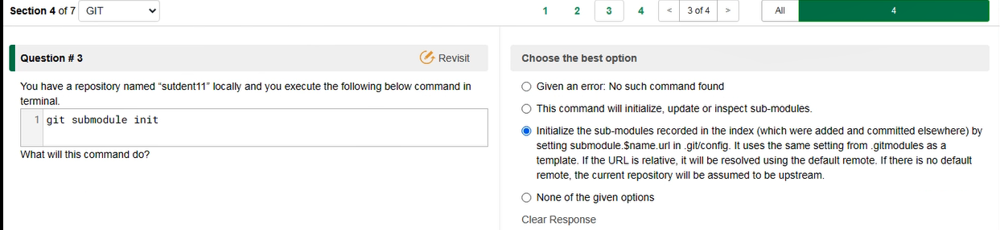 Section 4 of 7 GIT
1 2 3 4 < 3 of 4 > All 4
Question # 3
Revisit
You have a repository named “sutdent11” locally and you execute the following below command in
terminal.
1 git submodule init
What will this command do?
Choose the best option
Given an error: No such command found
This command will initialize, update or inspect sub-modules.
Initialize the sub-modules recorded in the index (which were added and committed elsewhere) by
setting submodule.$name.url in .git/config. It uses the same setting from .gitmodules as a
template. If the URL is relative, it will be resolved using the default remote. If there is no default
remote, the current repository will be assumed to be upstream.
None of the given options
Clear Response